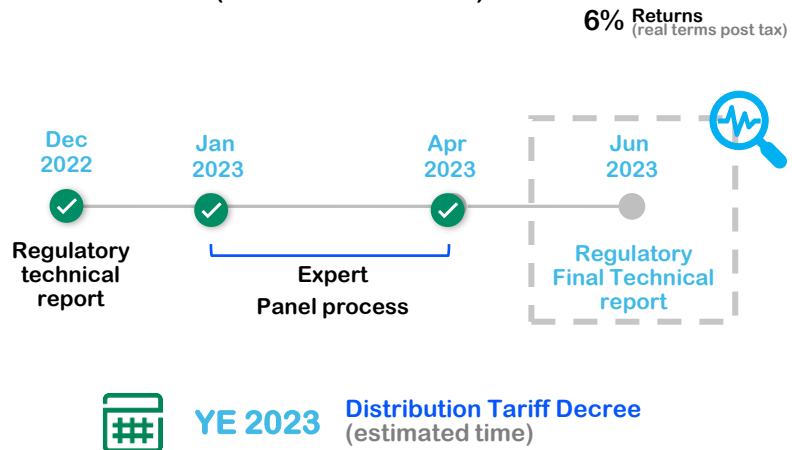 6% Returns
(real terms post tax)
Dec
2022
Jan
2023
Apr
2023
Jun
2023
Regulatory
technical
report
Expert
Panel process
Regulatory
Final Technical
report
YE 2023
Distribution Tariff Decree
(estimated time)